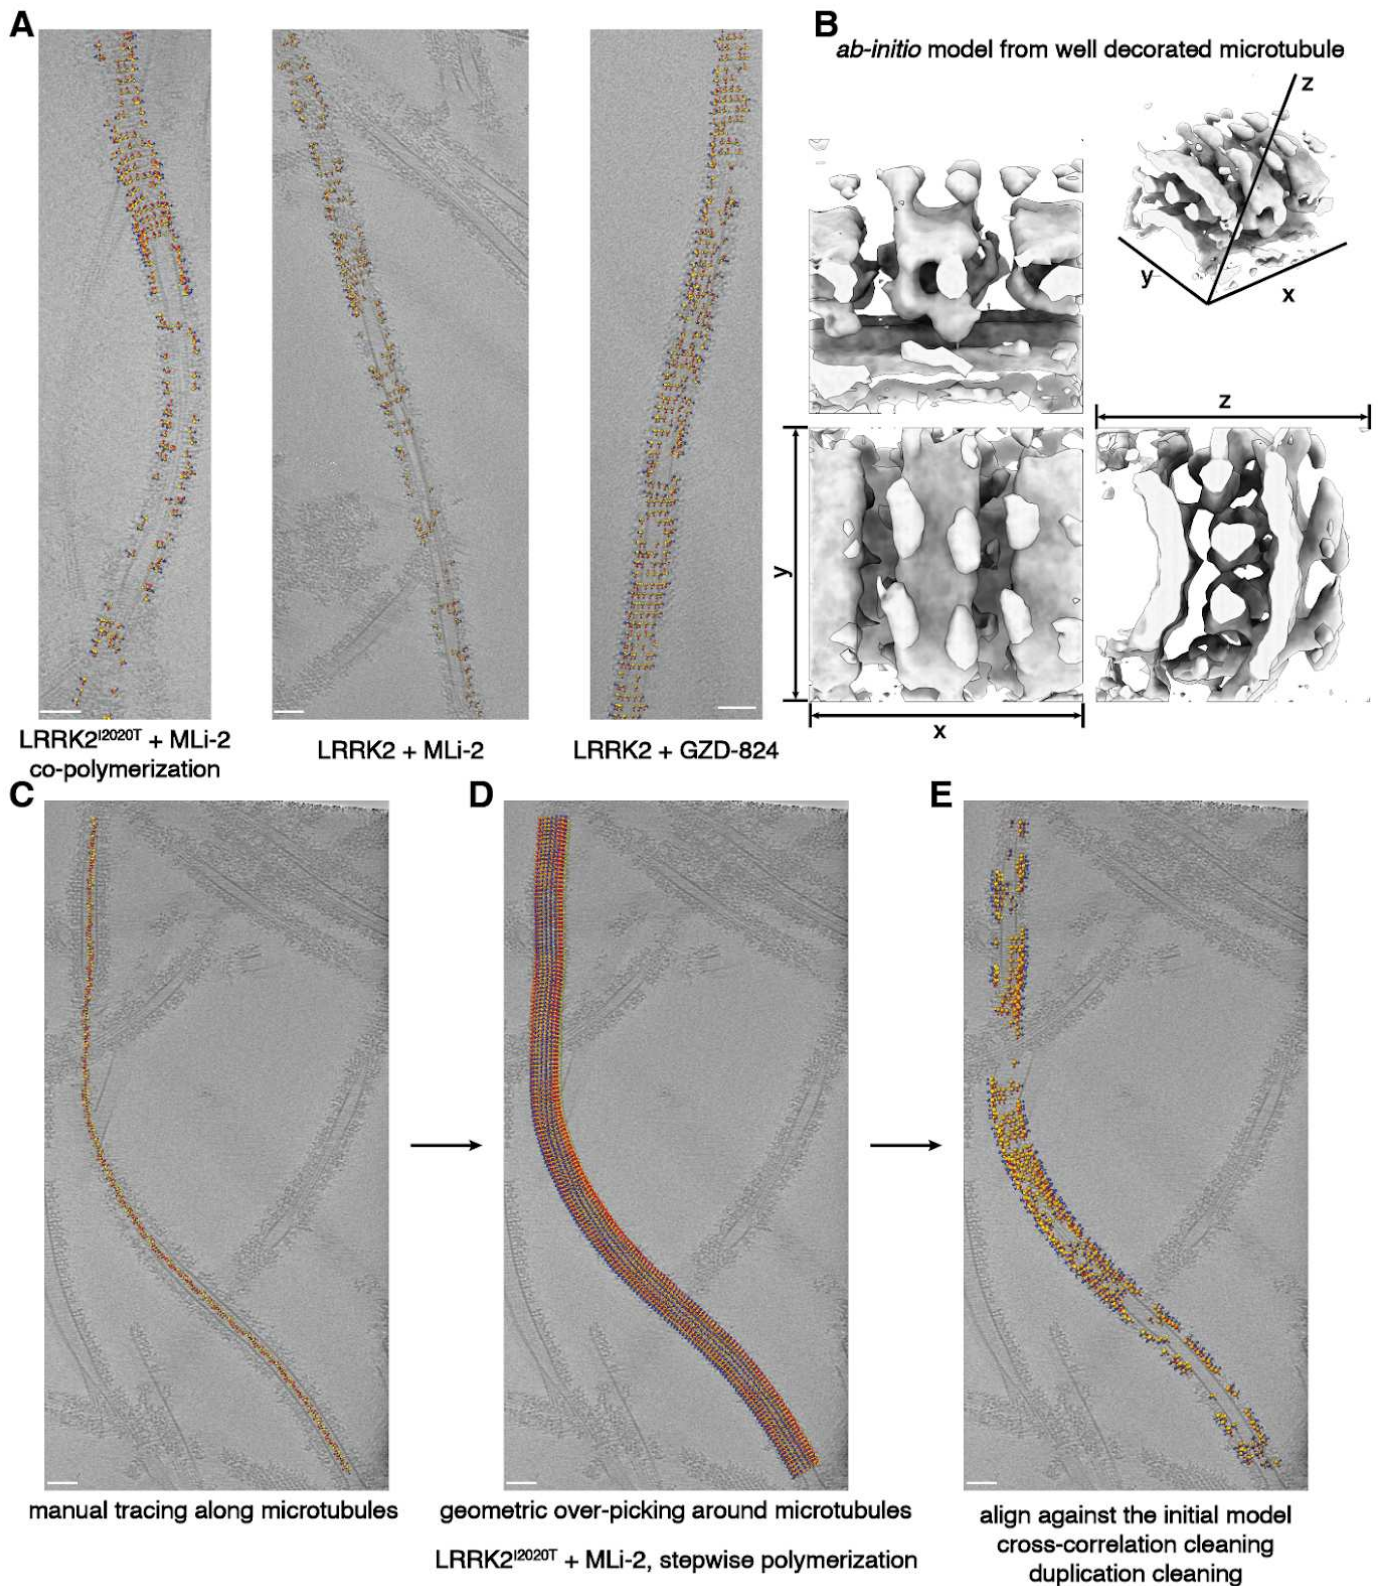 A
B
ab-initio model from well decorated microtubule
z
y
x
z
y
x
LRRK2I2020T + MLi-2
co-polymerization
LRRK2 + MLi-2
LRRK2 + GZD-824
C
D
E
manual tracing along microtubules
geometric over-picking around microtubules
LRRK2I2020T + MLi-2, stepwise polymerization
align against the initial model
cross-correlation cleaning
duplication cleaning